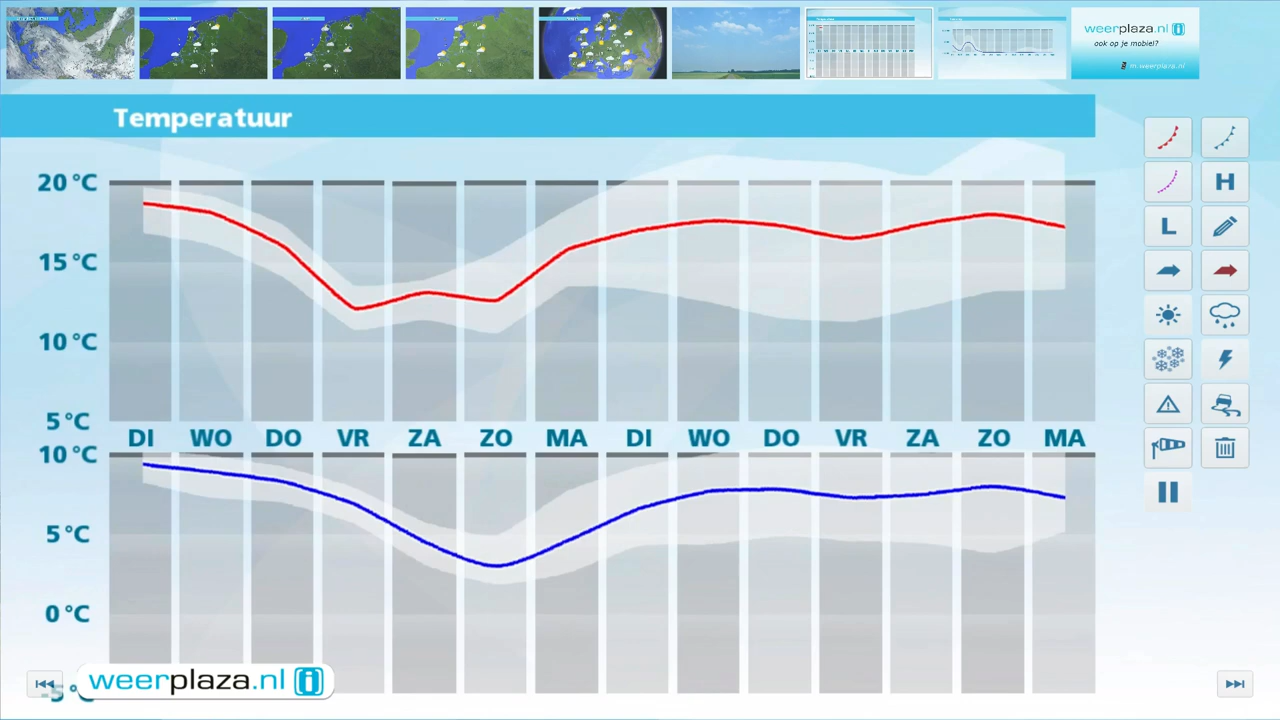 weerplaza.nl i
ook op je mobiel?
m.weerplaza.nl
Temperatuur
20 °C
15 °C
10 °C
5 °C
DI WO DO VR ZA ZO MA DI WO DO VR ZA ZO MA
10 °C
5 °C
0 °C
-5 °C
weerplaza.nl i
H
L